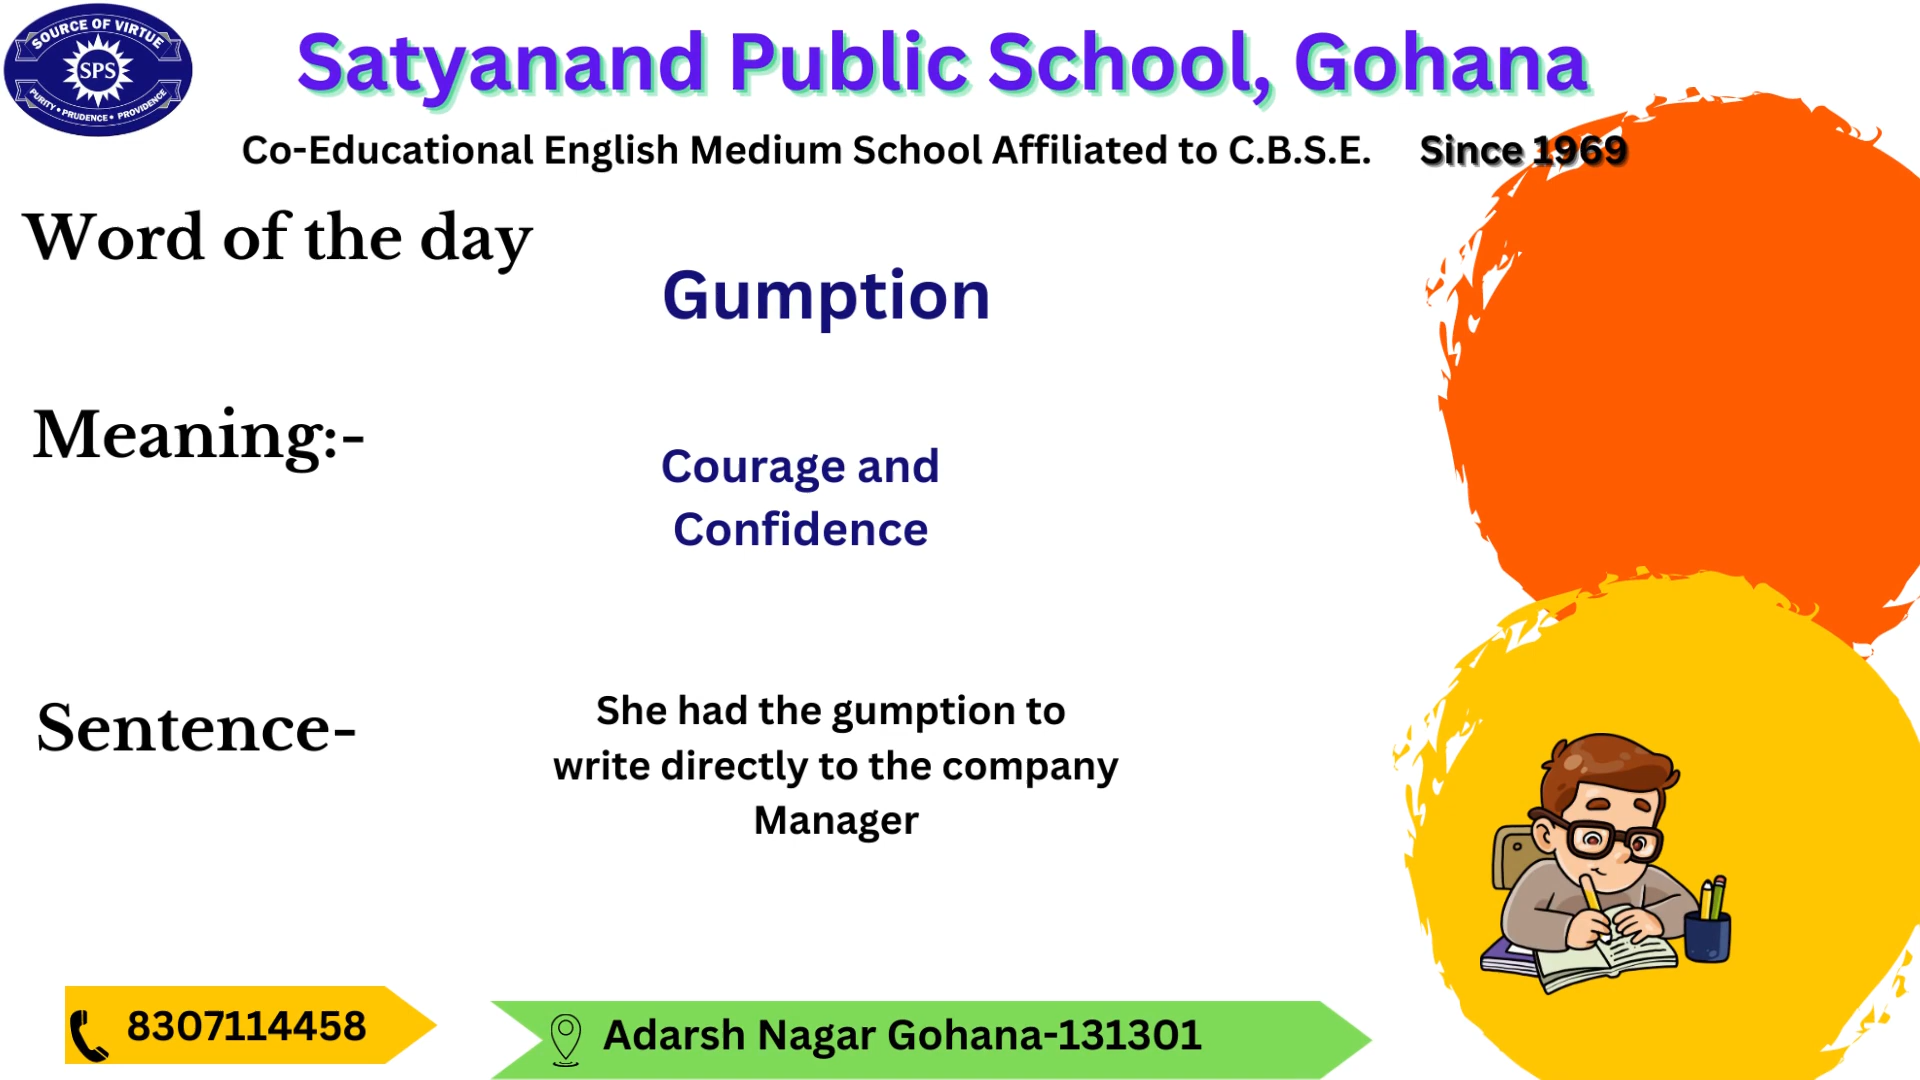 SOURCE OF VIRTUE
SPS
PURITY • PRUDENCE • PROVIDENCE
Satyanand Public School, Gohana
Co-Educational English Medium School Affiliated to C.B.S.E. Since 1969
Word of the day
Gumption
Meaning:-
Courage and
Confidence
Sentence-
She had the gumption to
write directly to the company
Manager
8307114458
Adarsh Nagar Gohana-131301